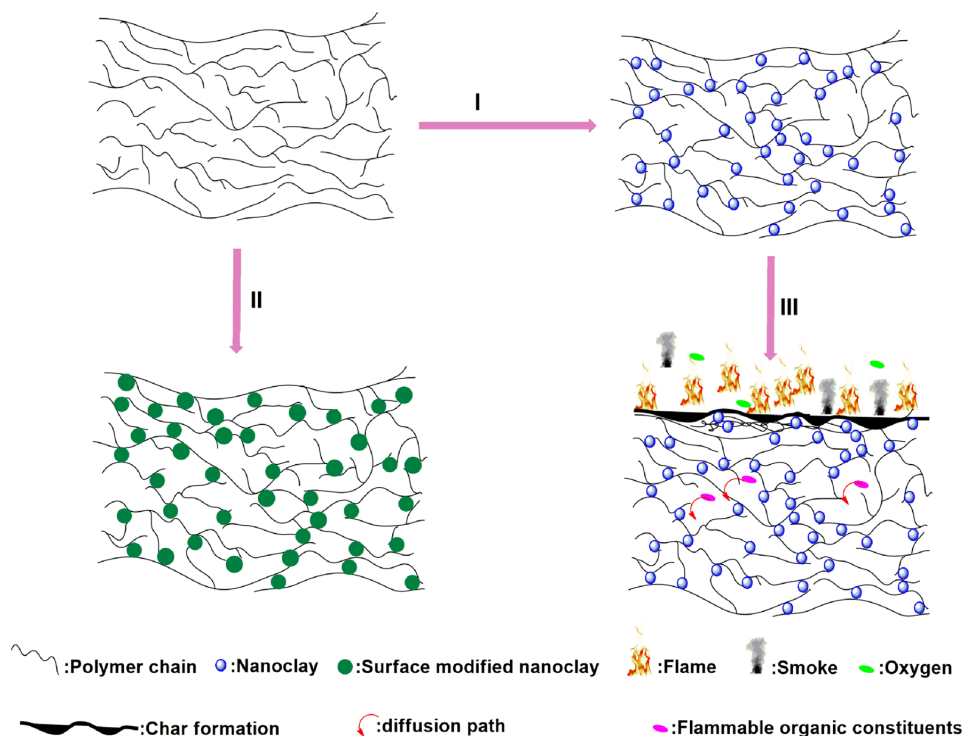 I
II
III
:Polymer chain :Nanoclay :Surface modified nanoclay :Flame :Smoke :Oxygen
:Char formation :diffusion path :Flammable organic constituents